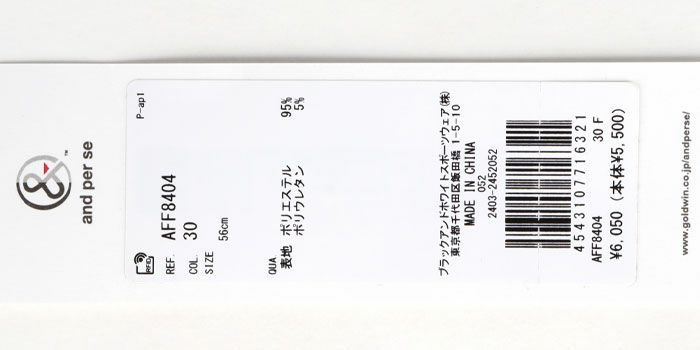 and per se
™
P-ap1
RFID
REF. AFF8404
COL. 30
SIZE
56cm
QUA.
表地 ポリエステル 95%
ポリウレタン 5%
ブラックアンドホワイトスポーツウェア(株)
東京都千代田区飯田橋 1-5-10
MADE IN CHINA
052
2403-2452052
4543107716321
AFF8404 30 F
¥6,050 (本体¥5,500)
www.goldwin.co.jp/andperse/